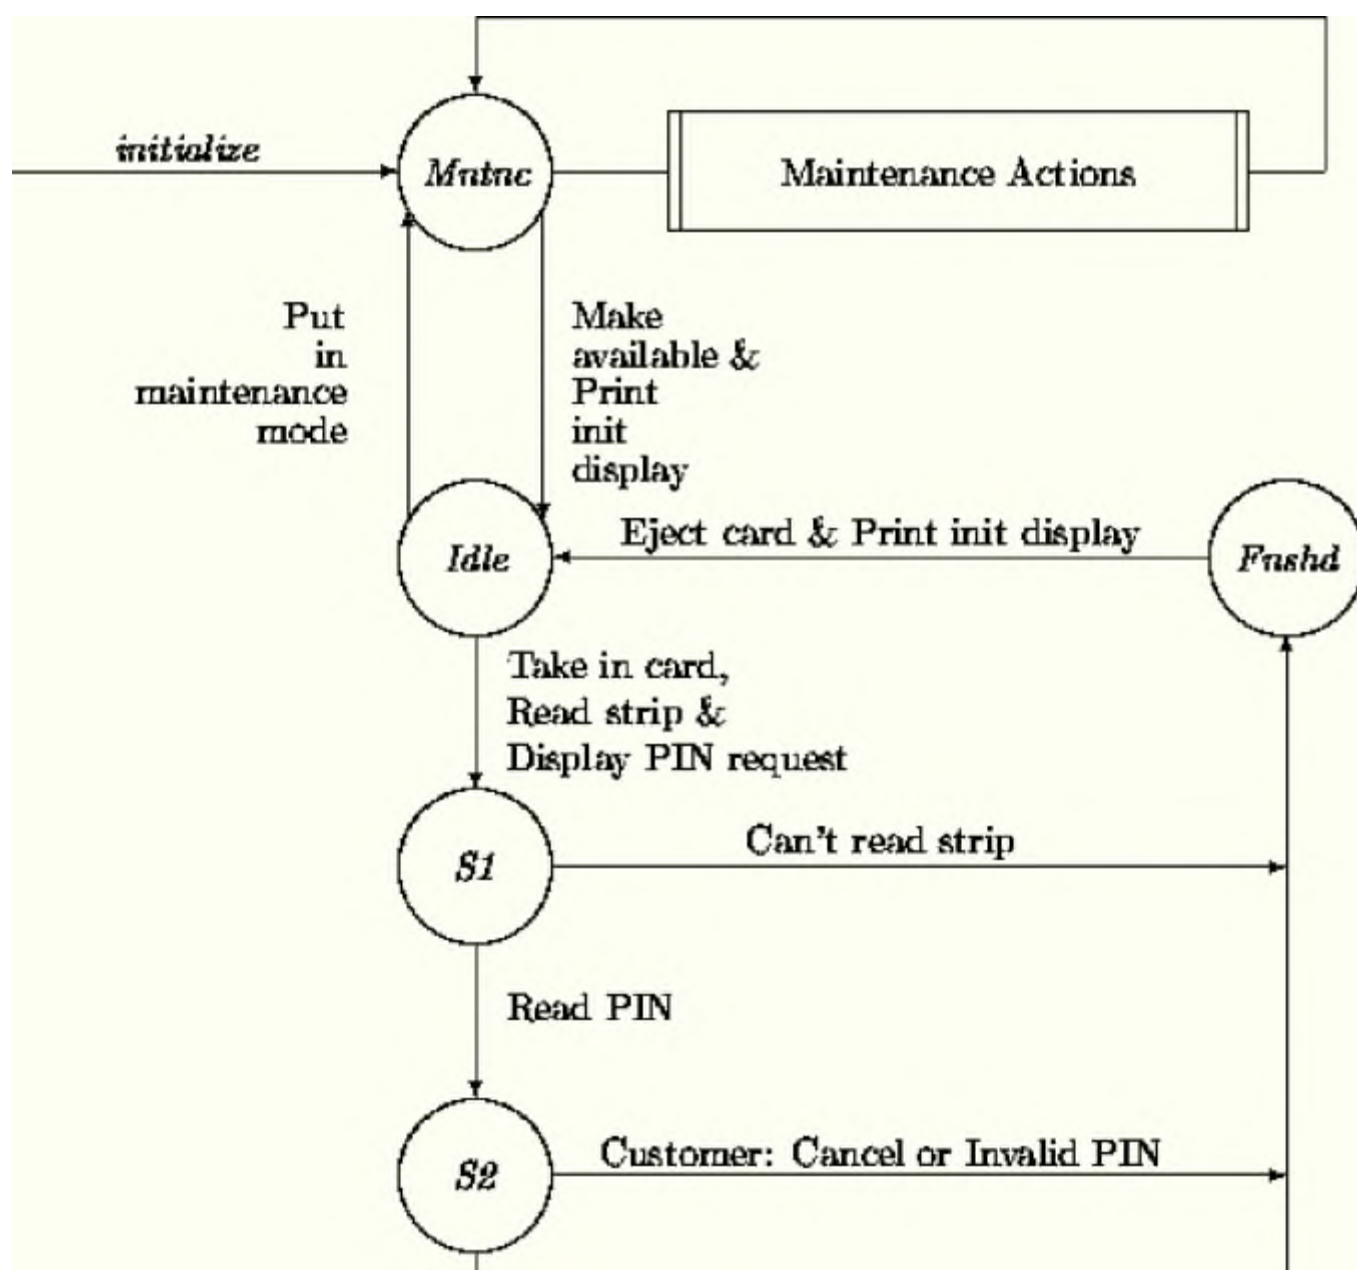 initialize
Mntnc
Maintenance Actions
Put
in
maintenance
mode
Make
available &
Print
init
display
Idle
Eject card & Print init display
Fnshd
Take in card,
Read strip &
Display PIN request
S1
Can't read strip
Read PIN
S2
Customer: Cancel or Invalid PIN